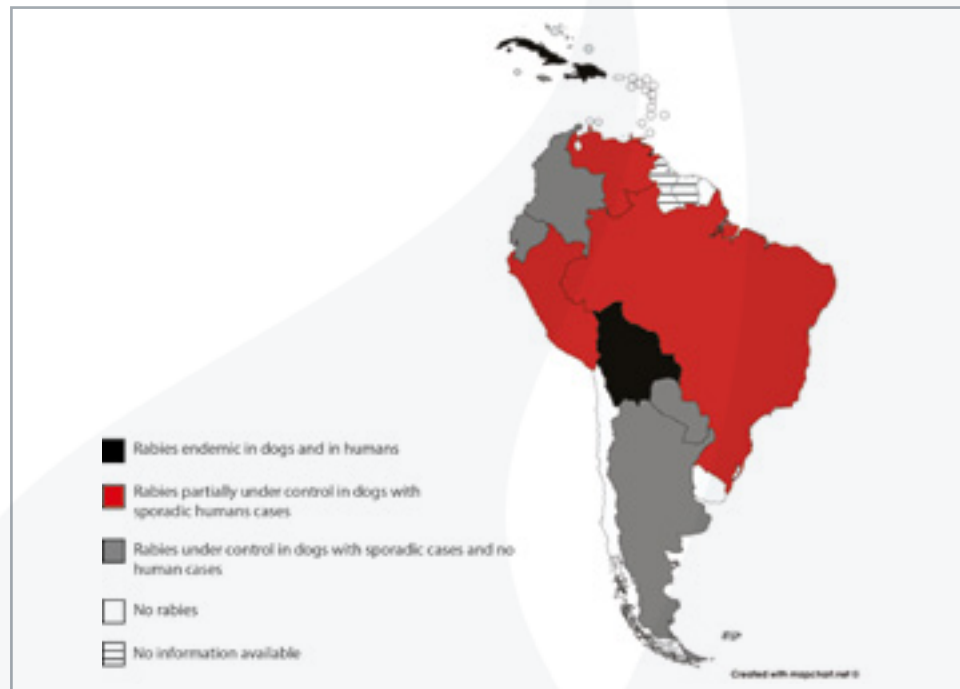 Rabies endemic in dogs and in humans
Rabies partially under control in dogs with
sporadic humans cases
Rabies under control in dogs with sporadic cases and no
human cases
No rabies
No information available
Created with mapchart.net ©